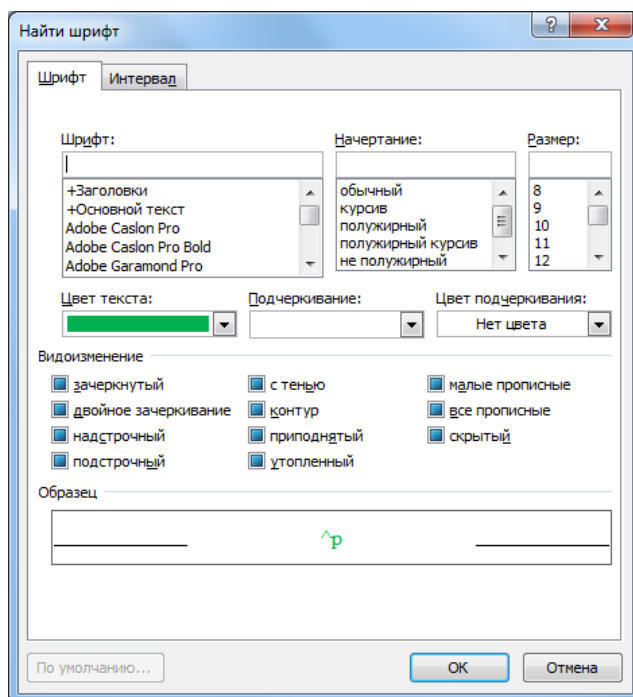 Найти шрифт
Шрифт Интервал
Шрифт: Начертание: Размер:
+Заголовки обычный 8
+Основной текст курсив 9
Adobe Caslon Pro полужирный 10
Adobe Caslon Pro Bold полужирный курсив 11
Adobe Garamond Pro не полужирный 12
Цвет текста: Подчеркивание: Цвет подчеркивания:
Нет цвета
Видоизменение
зачеркнутый с тенью малые прописные
двойное зачеркивание контур все прописные
надстрочный приподнятый скрытый
подстрочный утопленный
Образец
^p
По умолчанию... ОК Отмена